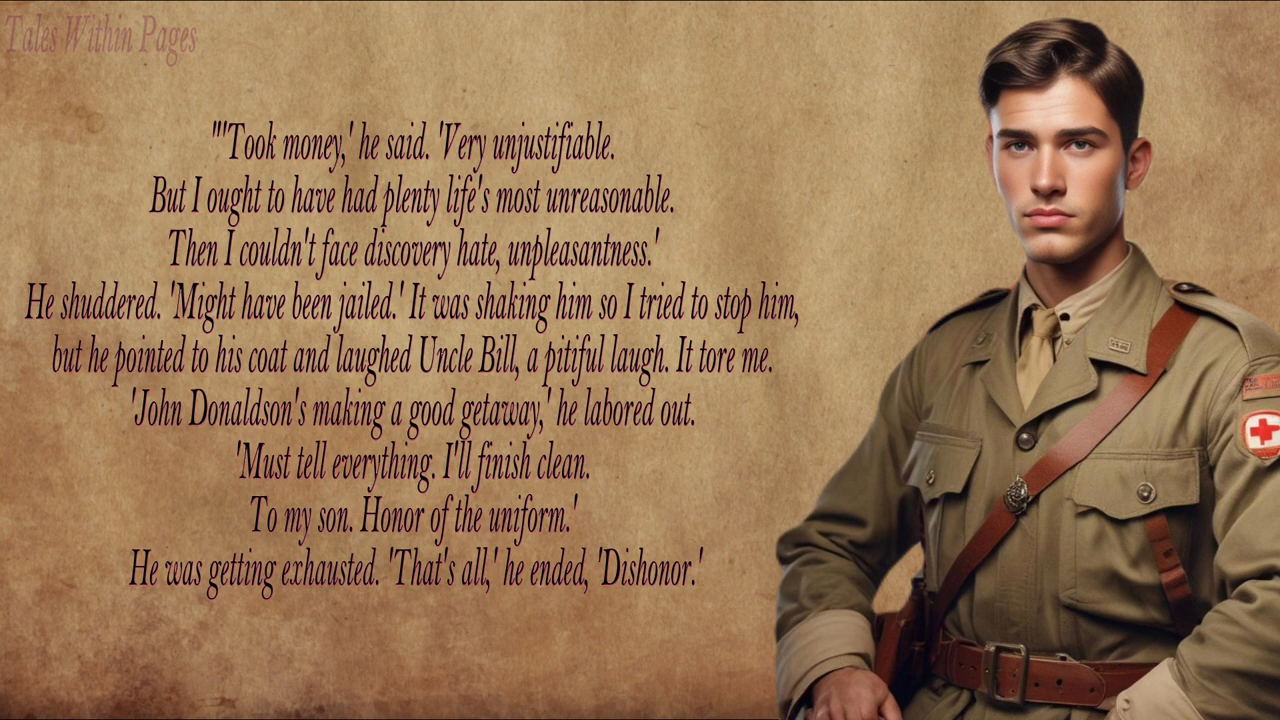 Tales Within Pages
"'Took money,' he said. 'Very unjustifiable.
But I ought to have had plenty life's most unreasonable.
Then I couldn't face discovery hate, unpleasantness.'
He shuddered. 'Might have been jailed.' It was shaking him so I tried to stop him,
but he pointed to his coat and laughed Uncle Bill, a pitiful laugh. It tore me.
'John Donaldson's making a good getaway,' he labored out.
'Must tell everything. I'll finish clean.
To my son. Honor of the uniform.'
He was getting exhausted. 'That's all,' he ended, 'Dishonor.'